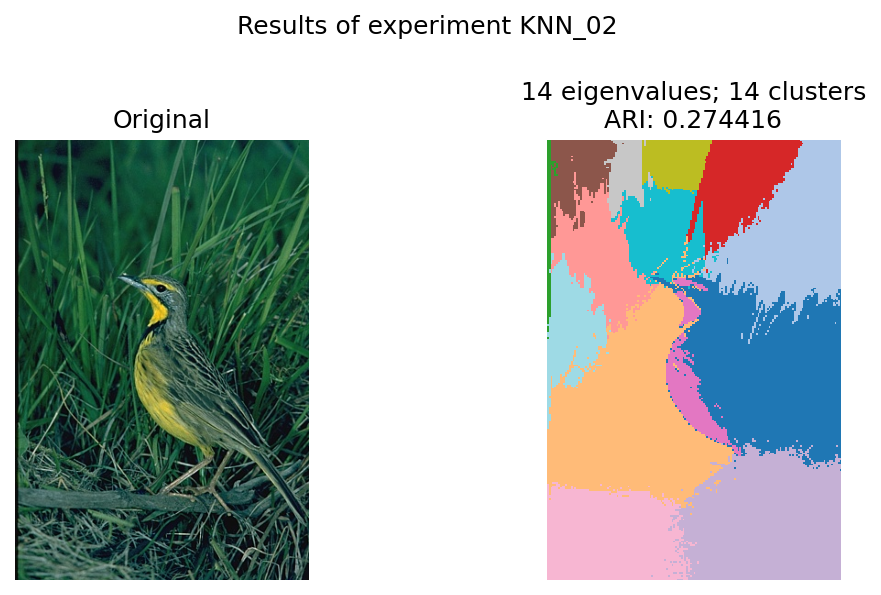 Results of experiment KNN_02
Original
14 eigenvalues; 14 clusters
ARI: 0.274416